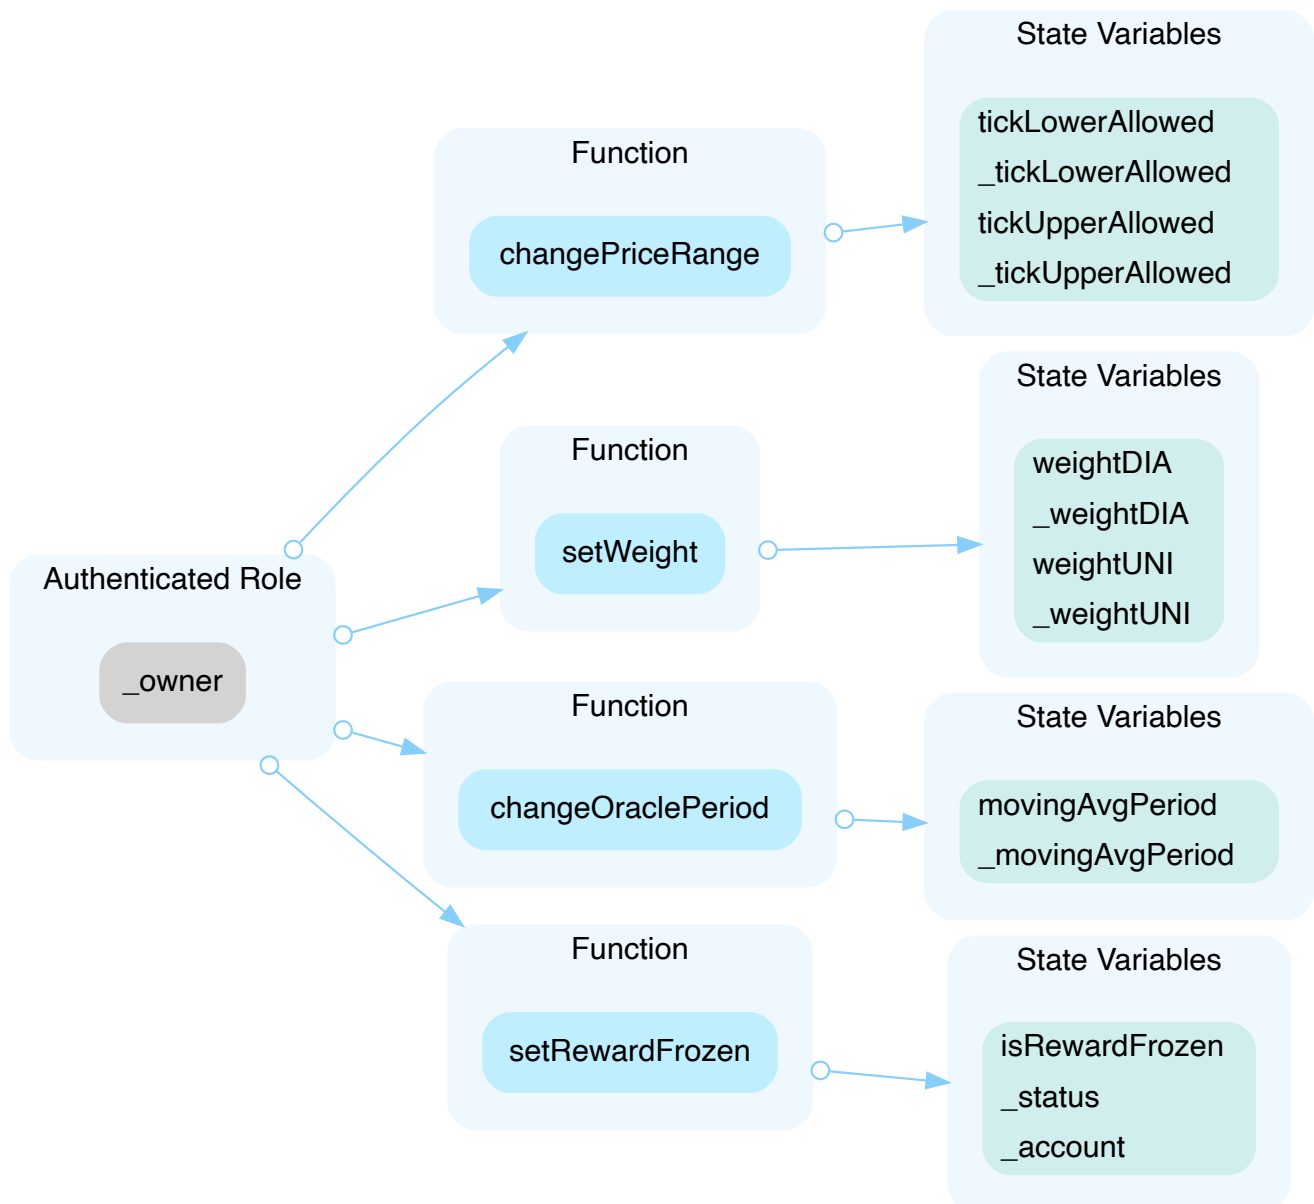 Authenticated Role
_owner
Function
changePriceRange
State Variables
tickLowerAllowed
_tickLowerAllowed
tickUpperAllowed
_tickUpperAllowed
Function
setWeight
State Variables
weightDIA
_weightDIA
weightUNI
_weightUNI
Function
changeOraclePeriod
State Variables
movingAvgPeriod
_movingAvgPeriod
Function
setRewardFrozen
State Variables
isRewardFrozen
_status
_account